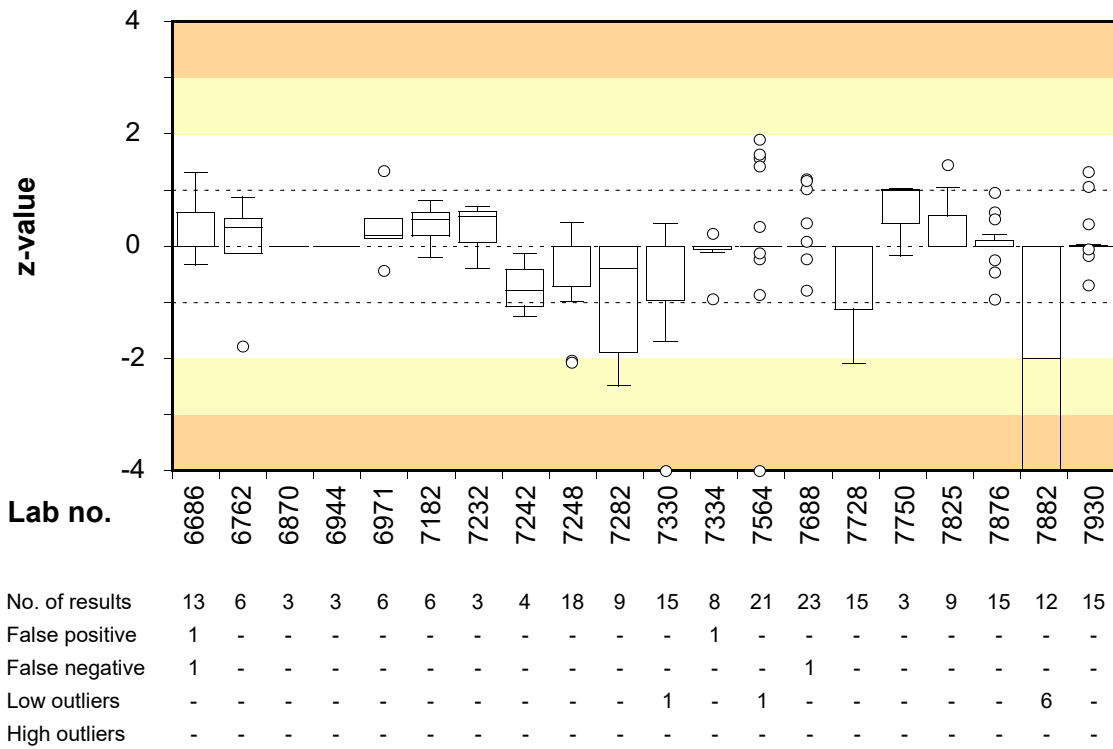 4
2
z-value
0
-2
-4
Lab no. 6686 6762 6870 6944 6971 7182 7232 7242 7248 7282 7330 7334 7564 7688 7728 7750 7825 7876 7882 7930
No. of results 13 6 3 3 6 6 3 4 18 9 15 8 21 23 15 3 9 15 12 15
False positive 1 - - - - - - - - - - 1 - - - - - - - -
False negative 1 - - - - - - - - - - - - 1 - - - - - -
Low outliers - - - - - - - - - - 1 - 1 - - - - - 6 -
High outliers - - - - - - - - - - - - - - - - - - - -